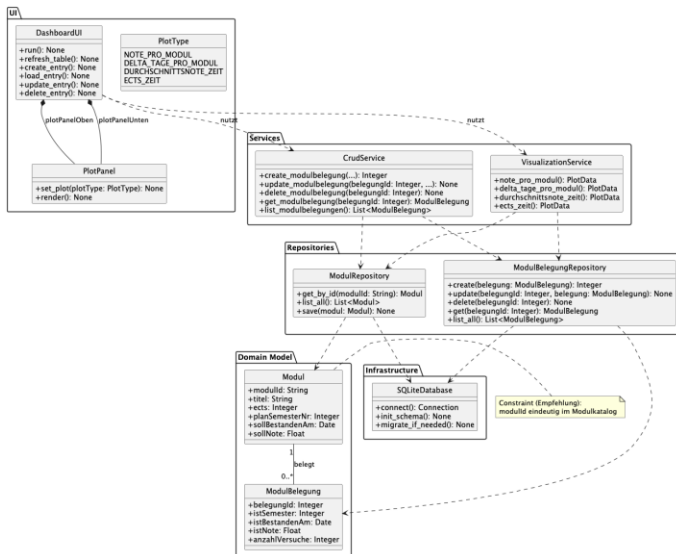 UI
DashboardUI
+run(): None
+refresh_table(): None
+create_entry(): None
+load_entry(): None
+update_entry(): None
+delete_entry(): None
PlotType
NOTE_PRO_MODUL
DELTA_TAGE_PRO_MODUL
DURCHSCHNITTSNOTE_ZEIT
ECTS_ZEIT
plotPanelOben
plotPanelUnten
nutzt
nutzt
PlotPanel
+set_plot(plotType: PlotType): None
+render(): None
Services
CrudService
+create_modulbelegung(...): Integer
+update_modulbelegung(belegungId: Integer, ...): None
+delete_modulbelegung(belegungId: Integer): None
+get_modulbelegung(belegungId: Integer): ModulBelegung
+list_modulbelegungen(): List<ModulBelegung>
VisualizationService
+note_pro_modul(): PlotData
+delta_tage_pro_modul(): PlotData
+durchschnittsnote_zeit(): PlotData
+ects_zeit(): PlotData
Repositories
ModulRepository
+get_by_id(modulId: String): Modul
+list_all(): List<Modul>
+save(modul: Modul): None
ModulBelegungRepository
+create(belegung: ModulBelegung): Integer
+update(belegungId: Integer, belegung: ModulBelegung): None
+delete(belegungId: Integer): None
+get(belegungId: Integer): ModulBelegung
+list_all(): List<ModulBelegung>
Domain Model
Modul
+modulId: String
+titel: String
+ects: Integer
+planSemesterNr: Integer
+sollBestandenAm: Date
+sollNote: Float
1
belegt
0..*
ModulBelegung
+belegungId: Integer
+istSemester: Integer
+istBestandenAm: Date
+istNote: Float
+anzahlVersuche: Integer
Infrastructure
SQLiteDatabase
+connect(): Connection
+init_schema(): None
+migrate_if_needed(): None
Constraint (Empfehlung):
modulId eindeutig im Modulkatalog